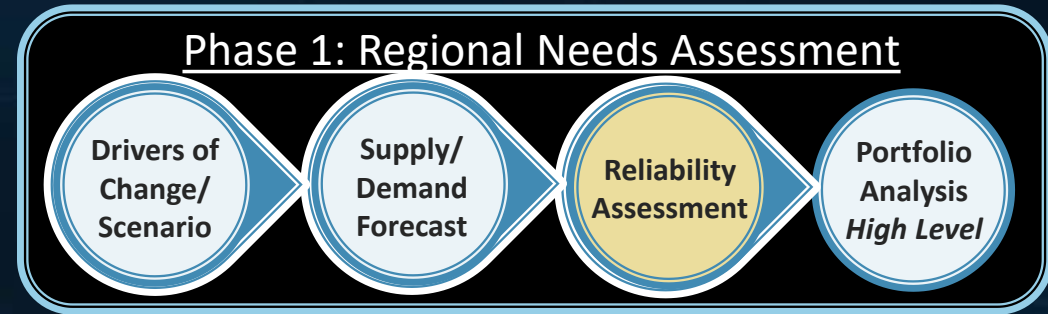 Phase 1: Regional Needs Assessment
Drivers of
Change/
Scenario
Supply/
Demand
Forecast
Reliability
Assessment
Portfolio
Analysis
High Level